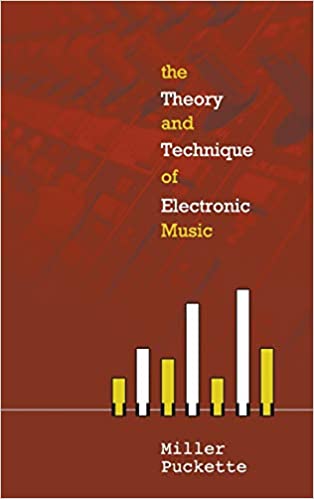 the
Theory
and
Technique
of
Electronic
Music
Miller
Puckette